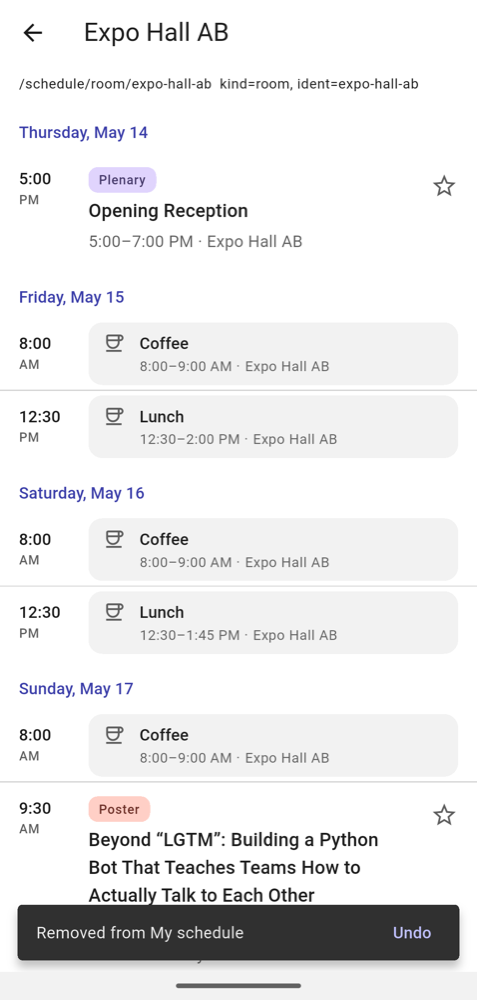 Expo Hall AB
/schedule/room/expo-hall-ab  kind=room, ident=expo-hall-ab
Thursday, May 14
5:00
PM
Plenary
Opening Reception
5:00–7:00 PM · Expo Hall AB
Friday, May 15
8:00
AM
Coffee
8:00–9:00 AM · Expo Hall AB
12:30
PM
Lunch
12:30–2:00 PM · Expo Hall AB
Saturday, May 16
8:00
AM
Coffee
8:00–9:00 AM · Expo Hall AB
12:30
PM
Lunch
12:30–1:45 PM · Expo Hall AB
Sunday, May 17
8:00
AM
Coffee
8:00–9:00 AM · Expo Hall AB
9:30
AM
Poster
Beyond “LGTM”: Building a Python
Bot That Teaches Teams How to
Actually Talk to Each Other
Removed from My schedule
Undo